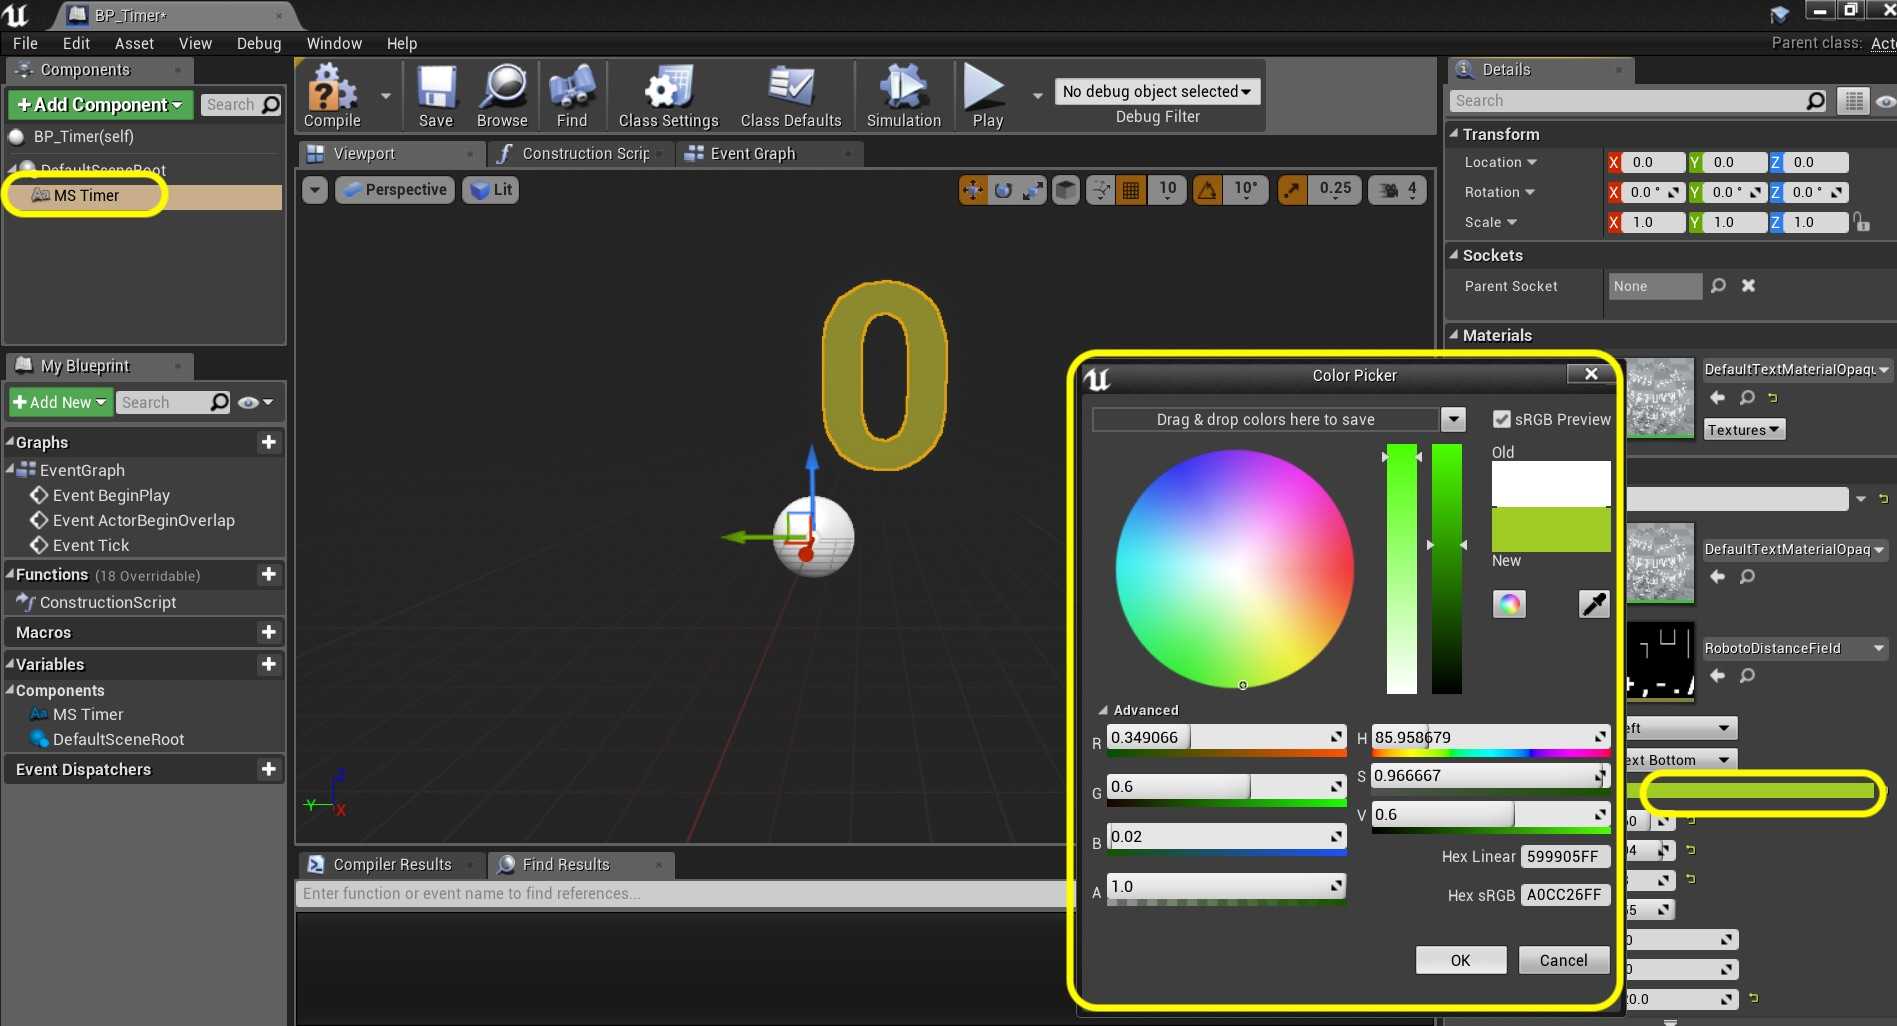 BP_Timer*
File Edit Asset View Debug Window Help
Parent class: Act
Components
+Add Component
Search
BP_Timer(self)
DefaultSceneRoot
MS Timer
My Blueprint
+Add New
Search
Graphs
EventGraph
Event BeginPlay
Event ActorBeginOverlap
Event Tick
Functions (18 Overridable)
ConstructionScript
Macros
Variables
Components
MS Timer
DefaultSceneRoot
Event Dispatchers
Compile
Save
Browse
Find
Class Settings
Class Defaults
Simulation
Play
No debug object selected
Debug Filter
Viewport
Construction Scrip
Event Graph
Perspective
Lit
10
10°
0.25
4
0
Z
Y
X
Compiler Results
Find Results
Enter function or event name to find references...
Details
Search
Transform
Location X 0.0 Y 0.0 Z 0.0
Rotation X 0.0 ° Y 0.0 ° Z 0.0 °
Scale X 1.0 Y 1.0 Z 1.0
Sockets
Parent Socket None
Materials
DefaultTextMaterialOpaqu
Textures
DefaultTextMaterialOpaq
RobotoDistanceField
eft
ext Bottom
20.0
Color Picker
Drag & drop colors here to save
sRGB Preview
Old
New
Advanced
R 0.349066
G 0.6
B 0.02
A 1.0
H 85.958679
S 0.966667
V 0.6
Hex Linear 599905FF
Hex sRGB A0CC26FF
OK
Cancel